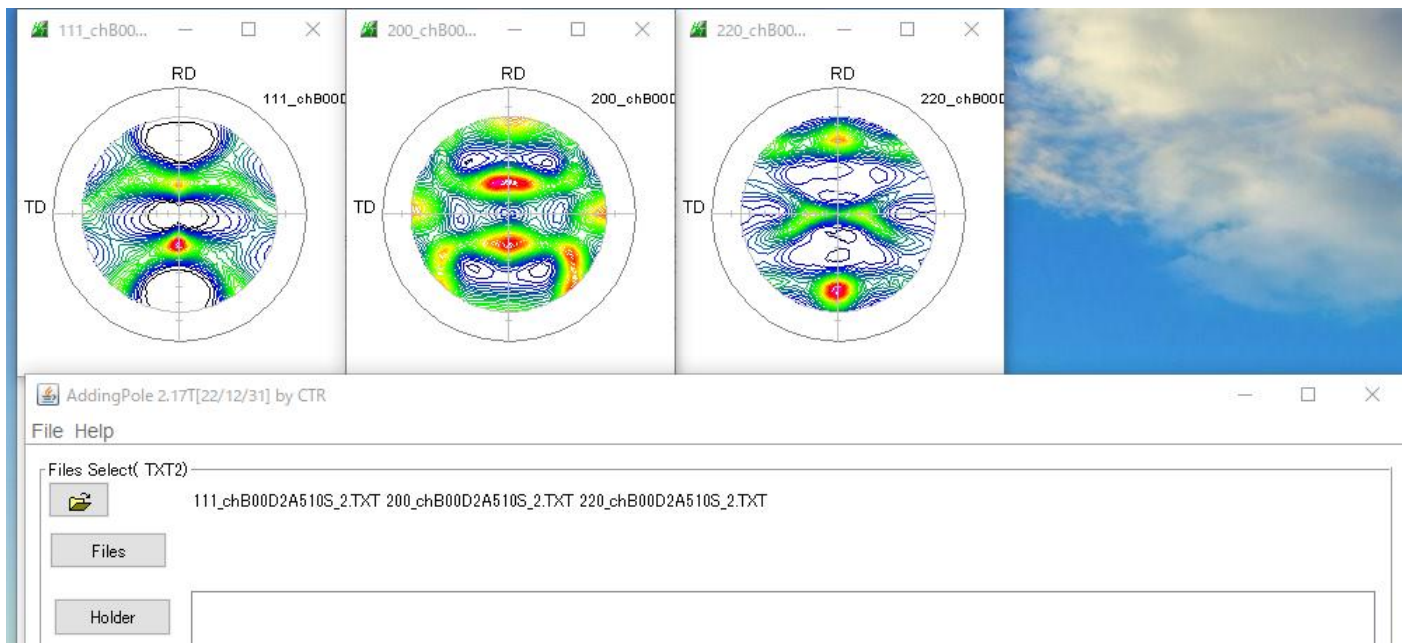 111_chB00... 200_chB00... 220_chB00...
RD RD RD
111_chB00D 200_chB00D 220_chB00D
TD TD TD
AddingPole 2.17T[22/12/31] by CTR
File Help
Files Select( TXT2)
111_chB00D2A510S_2.TXT 200_chB00D2A510S_2.TXT 220_chB00D2A510S_2.TXT
Files
Holder